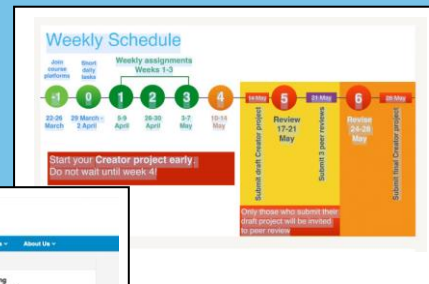 Weekly Schedule
Join course platforms
Short daily tasks
Weekly assignments
Weeks 1-3
-1
0
1
2
3
4
14 May
5
21 May
6
28 May
22-26 March
29 March - 2 April
5-9 April
26-30 April
3-7 May
10-14 May
Submit draft Creator project
Review
17-21
May
Submit 3 peer reviews
Revise
24-28
May
Submit final Creator project
Start your Creator project early.
Do not wait until week 4!
Only those who submit their
draft project will be invited
to peer review
About Us